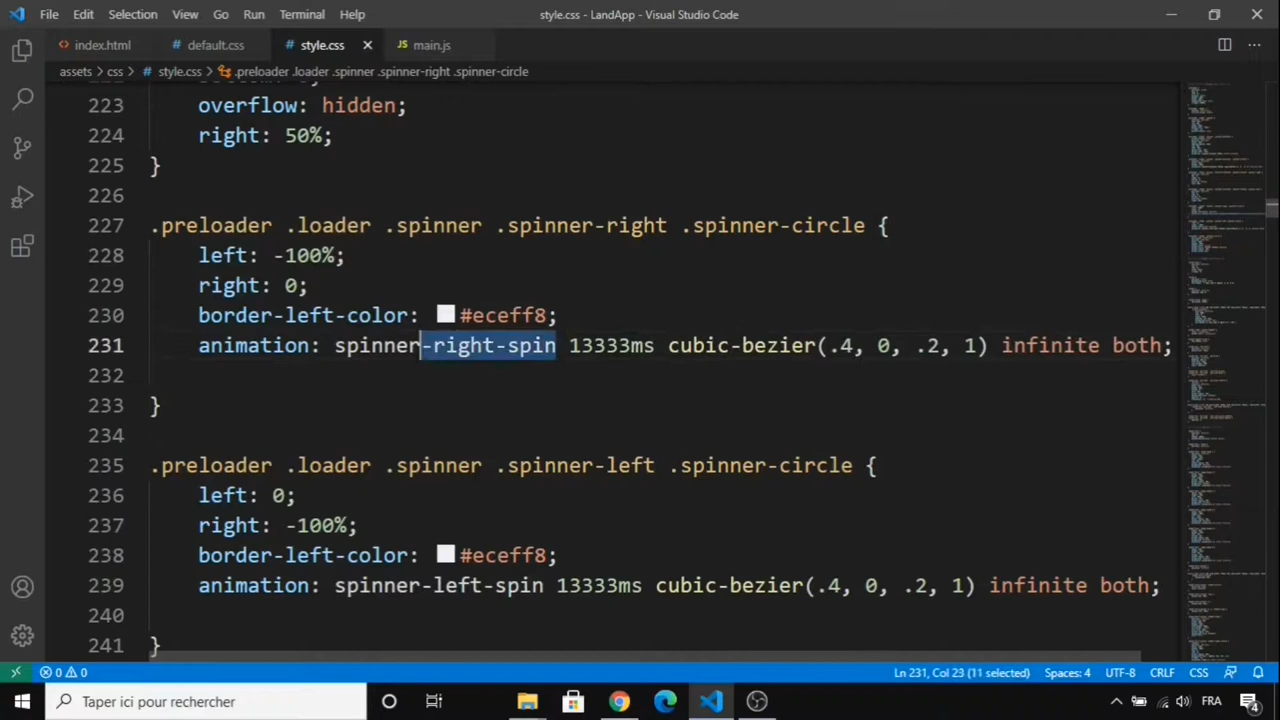 File Edit Selection View Go Run Terminal Help style.css - LandApp - Visual Studio Code
index.html default.css style.css JS main.js
assets > css > style.css > .preloader .loader .spinner .spinner-right .spinner-circle
223 overflow: hidden;
224 right: 50%;
225 }
226
227 .preloader .loader .spinner .spinner-right .spinner-circle {
228 left: -100%;
229 right: 0;
230 border-left-color: #eceff8;
231 animation: spinner-right-spin 13333ms cubic-bezier(.4, 0, .2, 1) infinite both;
232
233 }
234
235 .preloader .loader .spinner .spinner-left .spinner-circle {
236 left: 0;
237 right: -100%;
238 border-left-color: #eceff8;
239 animation: spinner-left-spin 13333ms cubic-bezier(.4, 0, .2, 1) infinite both;
240
241 }
0 0 Ln 231, Col 23 (11 selected) Spaces: 4 UTF-8 CRLF CSS
Taper ici pour rechercher FRA 4